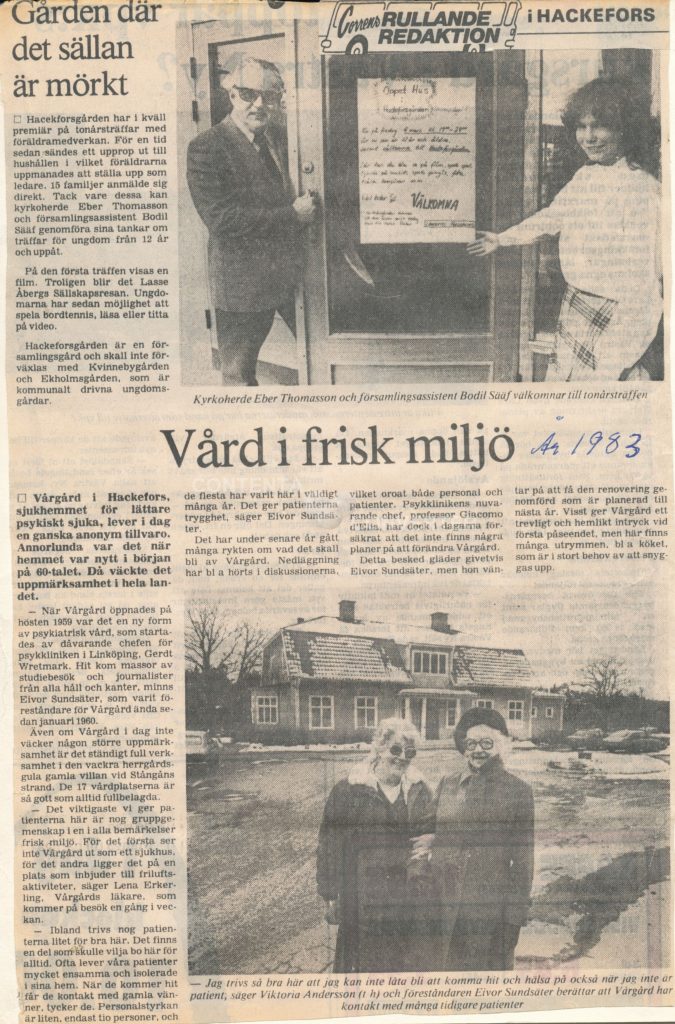 Gården där
det sällan
är mörkt
Correns RULLANDE
REDAKTION
i HACKEFORS
□ Hacekforsgården har i kväll
premiär på tonårsträffar med
föräldramedverkan. För en tid
sedan sändes ett upprop ut till
hushållen i vilket föräldrarna
uppmanades att ställa upp som
ledare. 15 familjer anmälde sig
direkt. Tack vare dessa kan
kyrkoherde Eber Thomasson
och församlingsassistent Bodil
Sääf genomföra sina tankar om
träffar för ungdom från 12 år
och uppåt.
På den första träffen visas en
film. Troligen blir det Lasse
Åbergs Sällskapsresan. Ungdo-
marna har sedan möjlighet att
spela bordtennis, läsa eller titta
på video.
Hackeforsgården är en för-
samlingsgård och skall inte för-
växlas med Kvinnebygården
och Ekholmsgården, som är
kommunalt drivna ungdoms-
gårdar.
Öppet Hus
Hackeforsgården
VÄLKOMNA
Kyrkoherde Eber Thomasson och församlingsassistent Bodil Sääf välkomnar till tonårsträffen
Vård i frisk miljö
År 1983
□ Vårgård i Hackefors,
sjukhemmet för lättare
psykiskt sjuka, lever i dag
en ganska anonym tillvaro.
Annorlunda var det när
hemmet var nytt i början
på 60-talet. Då väckte det
uppmärksamhet i hela lan-
det.
— När Vårgård öppnades på
hösten 1959 var det en ny form
av psykiatrisk vård, som starta-
des av dåvarande chefen för
psykkliniken i Linköping, Gerdt
Wretmark. Hit kom massor av
studiebesök och journalister
från alla håll och kanter, minns
Eivor Sundsäter, som varit fö-
reståndare för Vårgård ända se-
dan januari 1960.
Även om Vårgård i dag inte
väcker någon större uppmärk-
samhet är det ständigt full verk-
samhet i den vackra herrgårds-
gula gamla villan vid Stångåns
strand. De 17 vårdplatserna är
så gott som alltid fullbelagda.
— Det viktigaste vi ger pati-
enterna här är nog gruppge-
menskap i en i alla bemärkelser
frisk miljö. För det första ser
inte Vårgård ut som ett sjukhus,
för det andra ligger det på en
plats som inbjuder till frilufts-
aktiviteter, säger Lena Erker-
ling, Vårgårds läkare, som
kommer på besök en gång i vec-
kan.
— Ibland trivs nog patien-
terna litet för bra här. Det finns
en del som skulle vilja bo här för
alltid. Ofta lever våra patienter
mycket ensamma och isolerade
i sina hem. När de kommer hit
får de kontakt med gamla vän-
ner, tycker de. Personalstyrkan
är liten, endast tio personer, och
de flesta har varit här i väldigt
många år. Det ger patienterna
trygghet, säger Eivor Sundsä-
ter.
Det har under senare år gått
många rykten om vad det skall
bli av Vårgård. Nedläggning
har bl a hörts i diskussionerna,
vilket oroat både personal och
patienter. Psykklinikens nuva-
rande chef, professor Giacomo
d'Elia, har dock i dagarna för-
säkrat att det inte finns några
planer på att förändra Vårgård.
Detta besked gläder givetvis
Eivor Sundsäter, men hon vän-
tar på att få den renovering ge-
nomförd som är planerad till
nästa år. Visst ger Vårgård ett
trevligt och hemlikt intryck vid
första påseendet, men här finns
många utrymmen, bl a köket,
som är i stort behov av att snyg-
gas upp.
— Jag trivs så bra här att jag kan inte låta bli att komma hit och hälsa på också när jag inte är
patient, säger Viktoria Andersson (t h) och föreståndaren Eivor Sundsäter berättar att Vårgård har
kontakt med många tidigare patienter